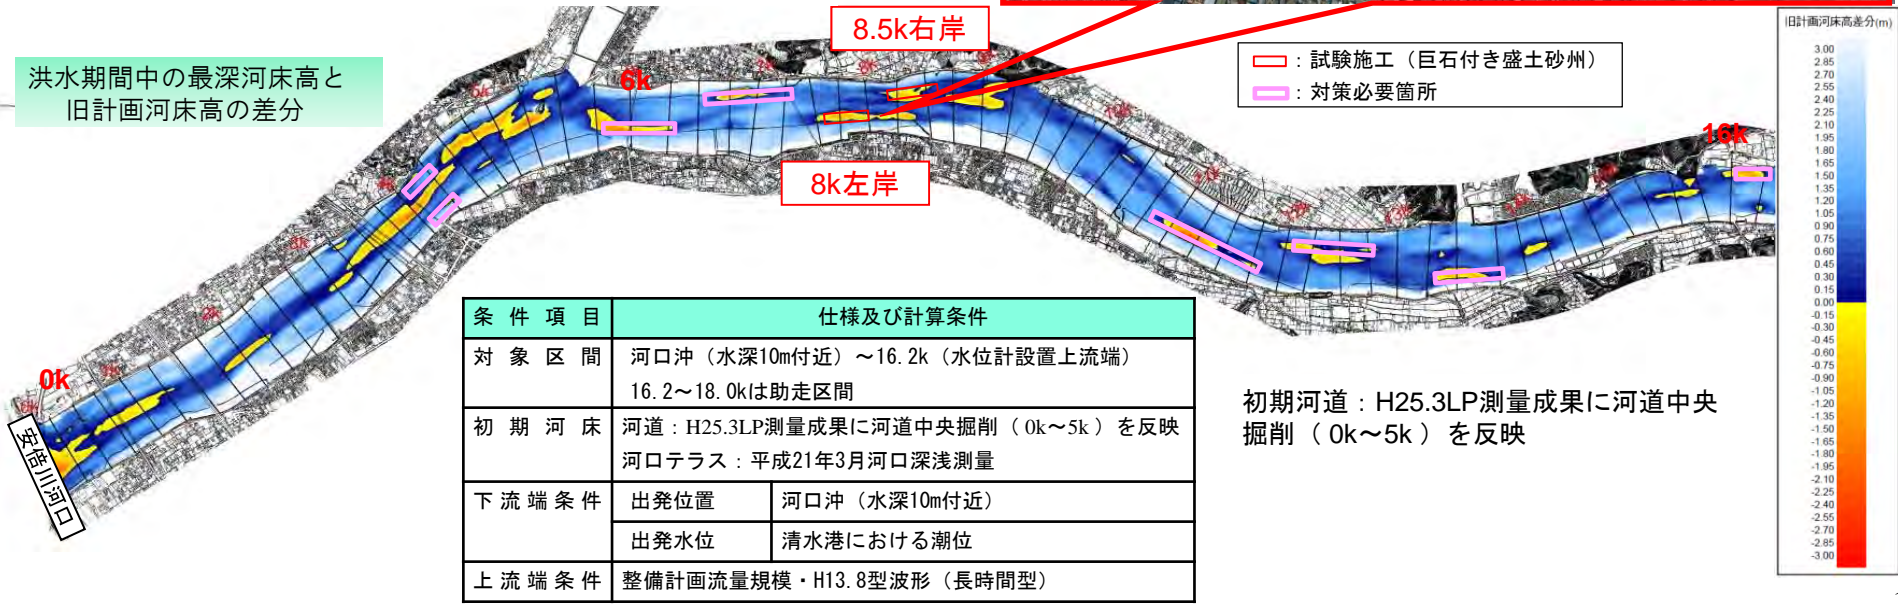 8.5k右岸
旧計画河床高差分(m)
：試験施工（巨石付き盛土砂州）
：対策必要箇所
洪水期間中の最深河床高と
旧計画河床高の差分
6k
16k
8k左岸
0k
安倍川河口
条件項目 仕様及び計算条件
対象区間 河口沖（水深10m付近）～16.2k（水位計設置上流端）
16.2～18.0kは助走区間
初期河床 河道：H25.3LP測量成果に河道中央掘削（0k～5k）を反映
河口テラス：平成21年3月河口深浅測量
下流端条件 出発位置 河口沖（水深10m付近）
出発水位 清水港における潮位
上流端条件 整備計画流量規模・H13.8型波形（長時間型）
初期河道：H25.3LP測量成果に河道中央
掘削（0k～5k）を反映
3.00
2.85
2.70
2.55
2.40
2.25
2.10
1.95
1.80
1.65
1.50
1.35
1.20
1.05
0.90
0.75
0.60
0.45
0.30
0.15
0.00
-0.15
-0.30
-0.45
-0.60
-0.75
-0.90
-1.05
-1.20
-1.35
-1.50
-1.65
-1.80
-1.95
-2.10
-2.25
-2.40
-2.55
-2.70
-2.85
-3.00